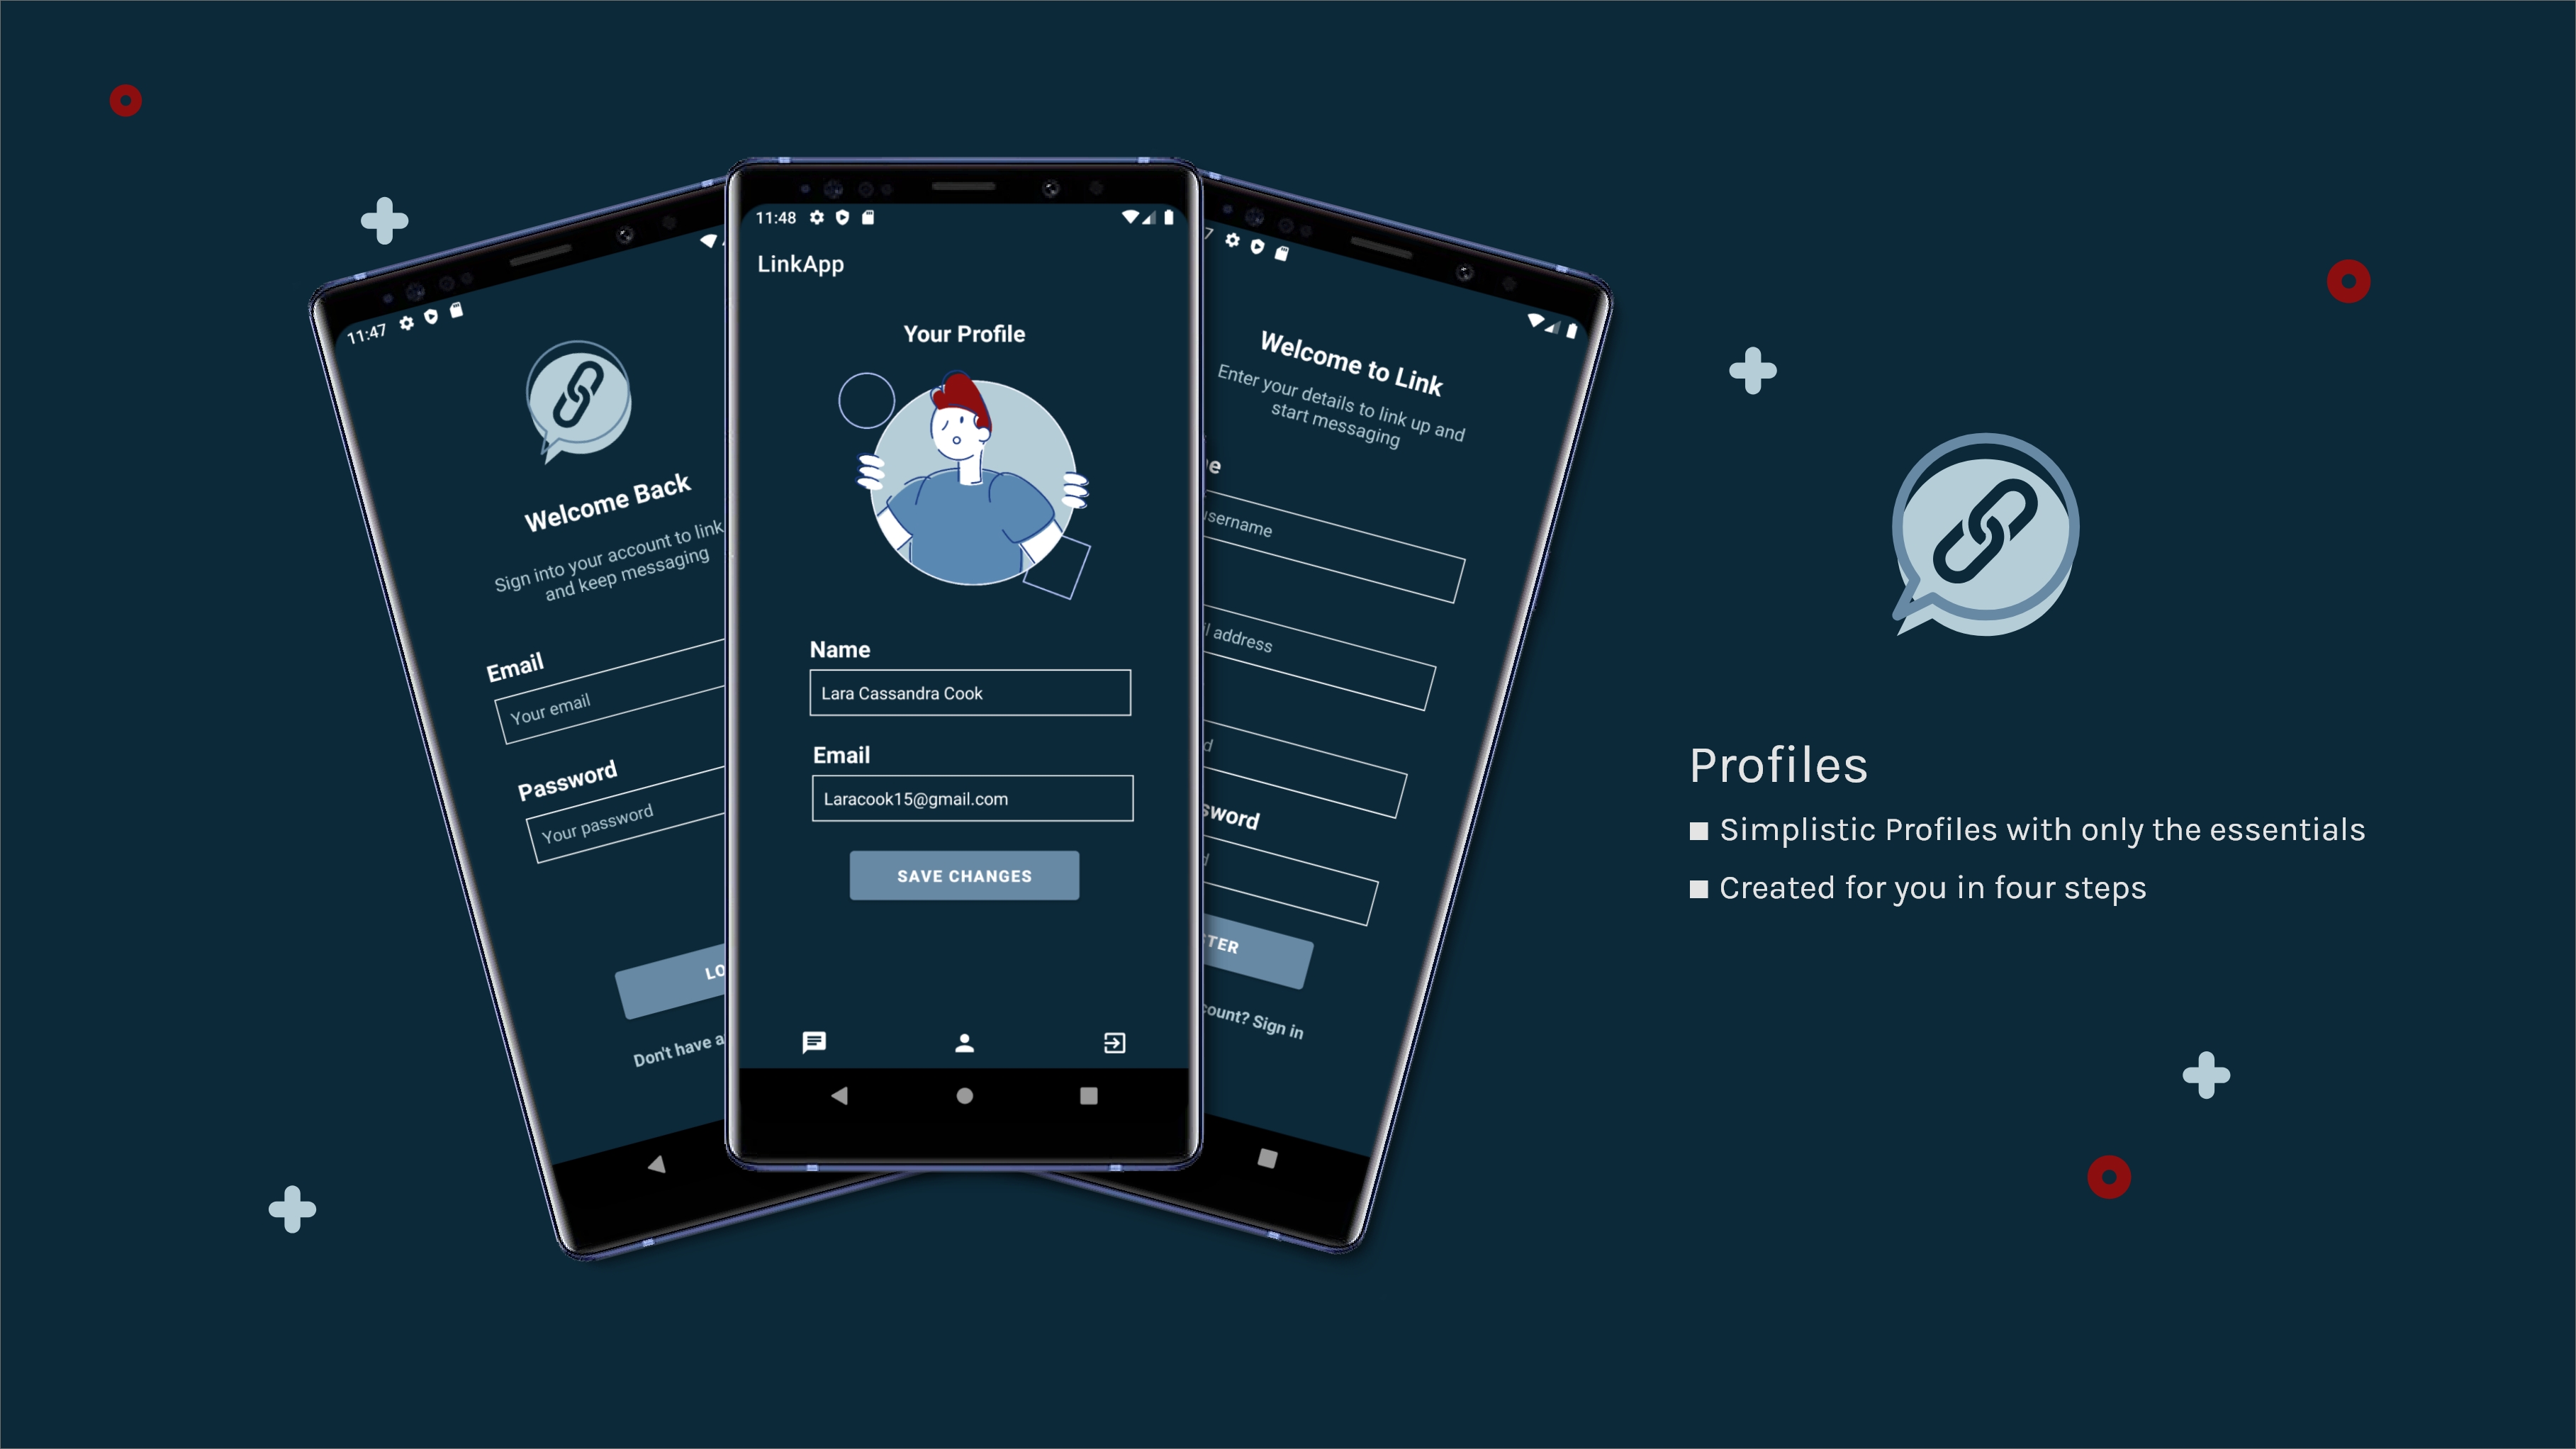 11:47
Welcome Back
Sign into your account to link
and keep messaging
Email
Your email
Password
Your password
LO
Don't have a
11:48
LinkApp
Your Profile
Name
Lara Cassandra Cook
Email
Laracook15@gmail.com
SAVE CHANGES
7
Welcome to Link
Enter your details to link up and
start messaging
e
sername
l address
d
sword
d
TER
count? Sign in
Profiles
Simplistic Profiles with only the essentials
Created for you in four steps